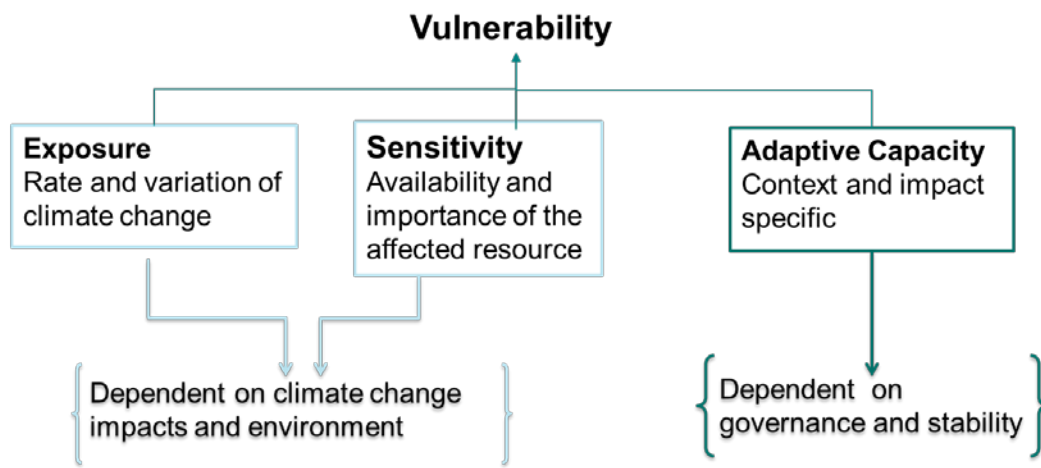 Vulnerability
Exposure
Rate and variation of
climate change
Sensitivity
Availability and
importance of the
affected resource
Adaptive Capacity
Context and impact
specific
Dependent on climate change
impacts and environment
Dependent on
governance and stability